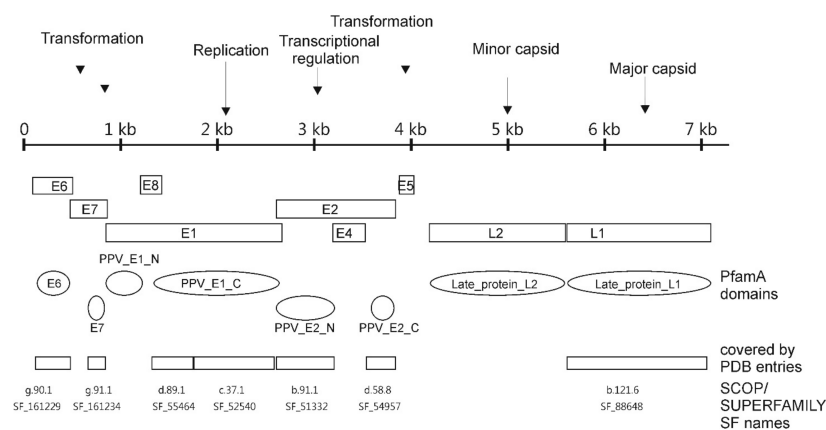 Transformation
Transformation
Replication
Transcriptional
regulation
Minor capsid
Major capsid
0 1 kb 2 kb 3 kb 4 kb 5 kb 6 kb 7 kb
E6 E8 E5
E7 E2
E1 E4 L2 L1
PPV_E1_N
E6 PPV_E1_C Late_protein_L2 Late_protein_L1
PfamA
domains
E7 PPV_E2_N PPV_E2_C
covered by
PDB entries
g.90.1 g.91.1 d.89.1 c.37.1 b.91.1 d.58.8 b.121.6
SF_161229 SF_161234 SF_55464 SF_52540 SF_51332 SF_54957 SF_88648
SCOP/
SUPERFAMILY
SF names